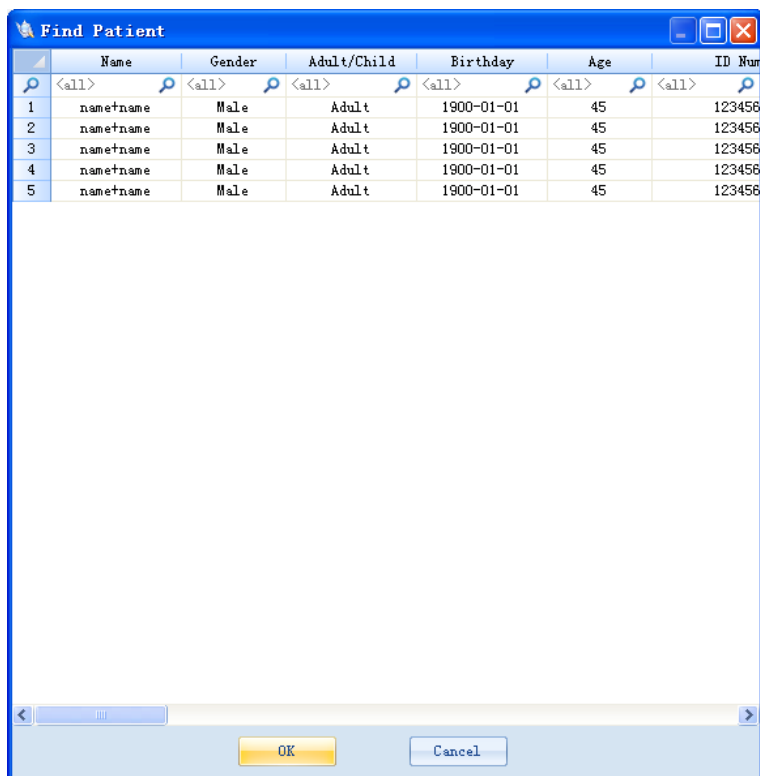 Find Patient
Name Gender Adult/Child Birthday Age ID Num
<all> <all> <all> <all> <all> <all>
1 name+name Male Adult 1900-01-01 45 123456
2 name+name Male Adult 1900-01-01 45 123456
3 name+name Male Adult 1900-01-01 45 123456
4 name+name Male Adult 1900-01-01 45 123456
5 name+name Male Adult 1900-01-01 45 123456
OK Cancel